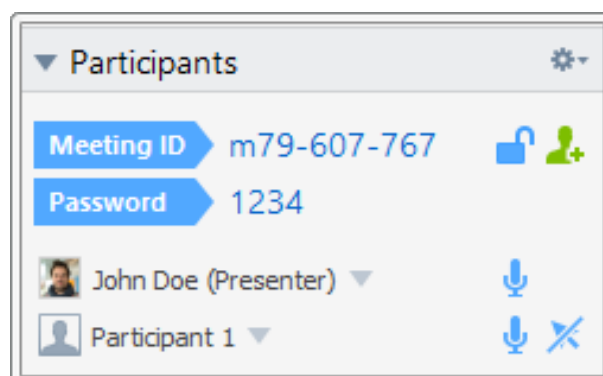 Participants
Meeting ID m79-607-767
Password 1234
John Doe (Presenter)
Participant 1